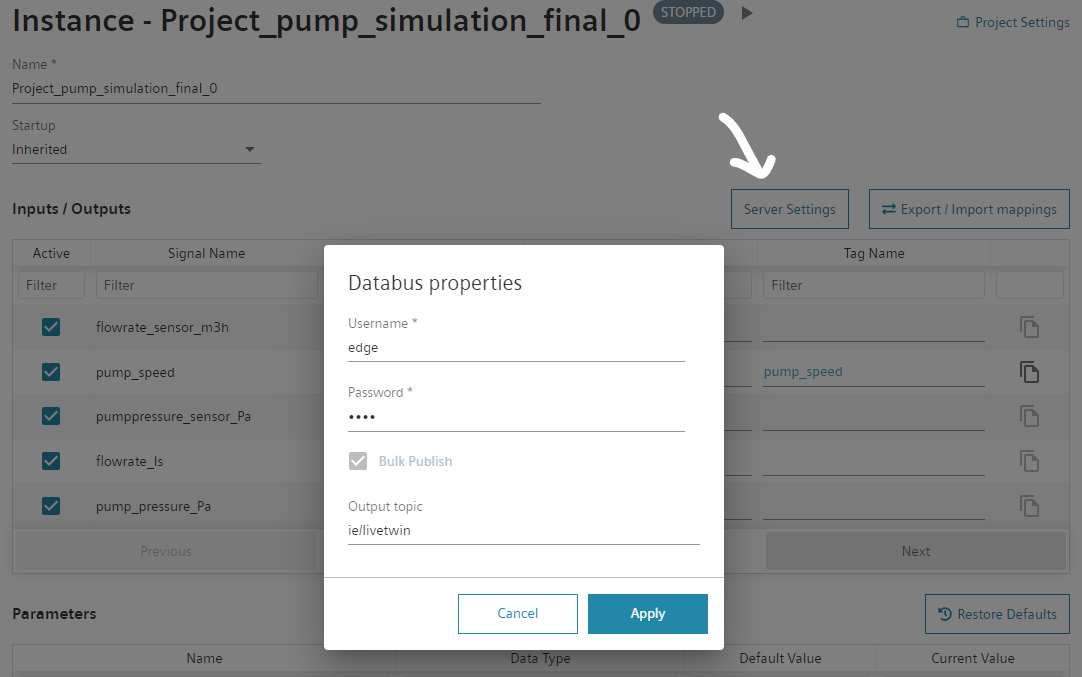 Instance - Project_pump_simulation_final_0 STOPPED
Project Settings
Name *
Project_pump_simulation_final_0
Startup
Inherited
Inputs / Outputs
Server Settings
Export / Import mappings
Active Signal Name Tag Name
Filter Filter Filter
flowrate_sensor_m3h
pump_speed pump_speed
pumppressure_sensor_Pa
flowrate_ls
pump_pressure_Pa
Previous Next
Databus properties
Username *
edge
Password *
••••
Bulk Publish
Output topic
ie/livetwin
Cancel Apply
Parameters
Restore Defaults
Name Data Type Default Value Current Value